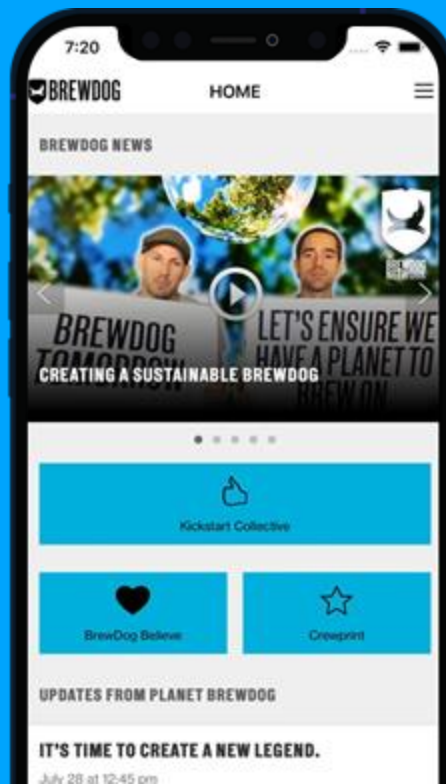 7:20
BREWDOG
HOME
BREWDOG NEWS
BREWDOG
BREWDOG
TOMORROW
LET'S ENSURE WE
HAVE A PLANET TO
BREW ON
CREATING A SUSTAINABLE BREWDOG
Kickstart Collective
BrewDog Believe
Crewprint
UPDATES FROM PLANET BREWDOG
IT'S TIME TO CREATE A NEW LEGEND.
July 28 at 12:45 pm